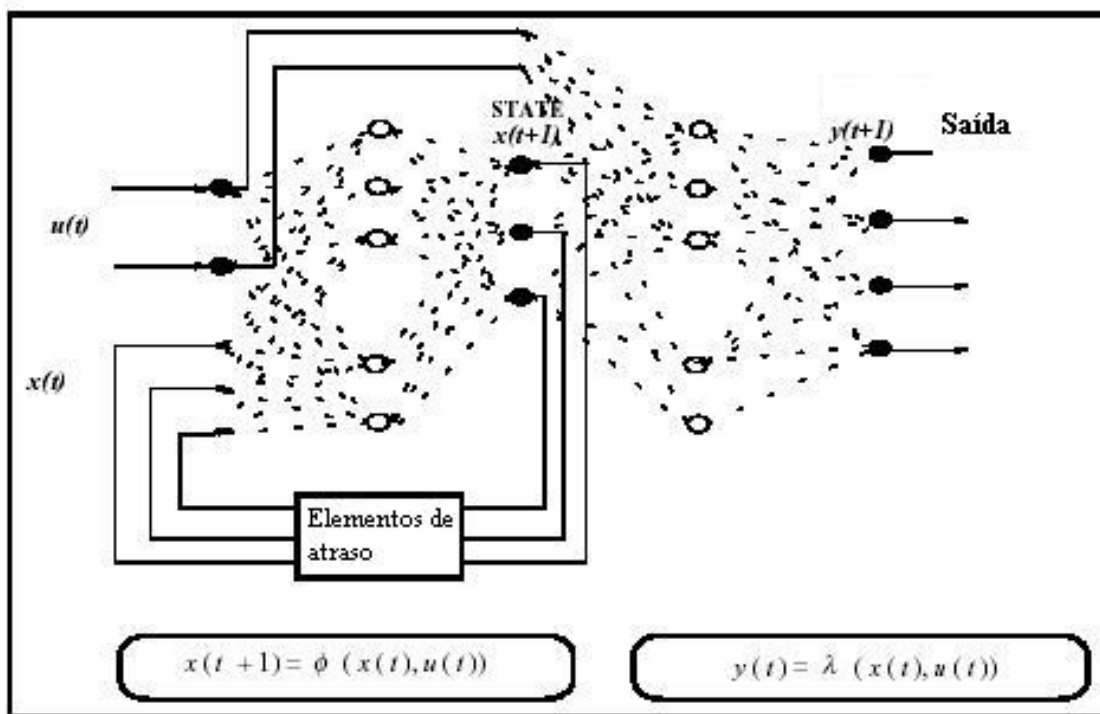 STATE
x(t+1)
y(t+1)
Saída
u(t)
x(t)
Elementos de
atraso
x(t+1)= ϕ (x(t),u(t))
y(t)= λ (x(t),u(t))